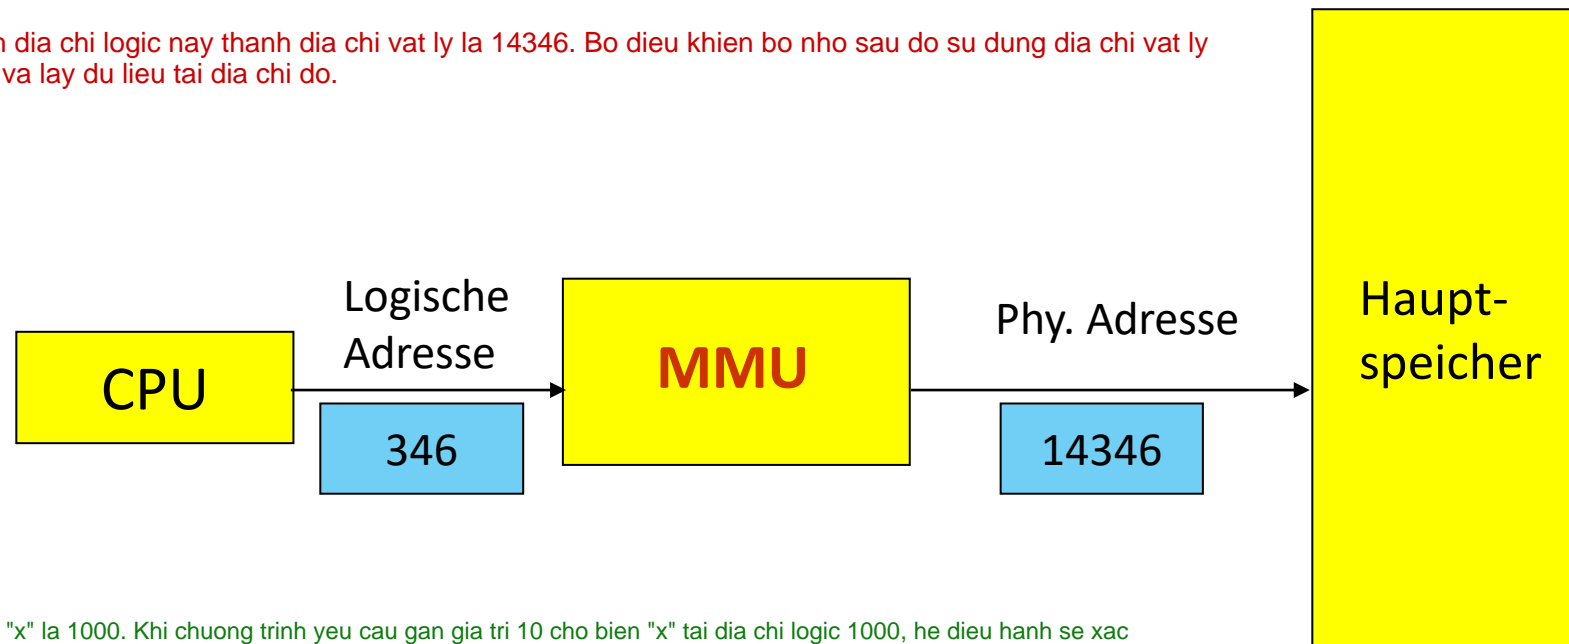 dia chi logic nay thanh dia chi vat ly la 14346. Bo dieu khien bo nho sau do su dung dia chi vat ly
va lay du lieu tai dia chi do.
Logische
Adresse
Phy. Adresse
Haupt-
speicher
CPU
MMU
346
14346
"x" la 1000. Khi chuong trinh yeu cau gan gia tri 10 cho bien "x" tai dia chi logic 1000, he dieu hanh se xac